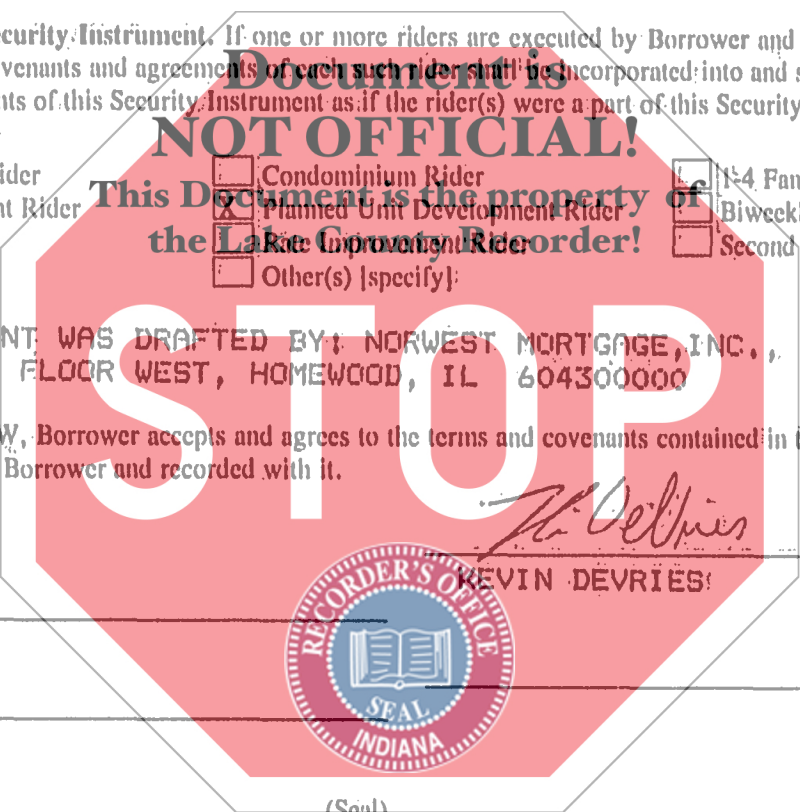 curity Instrument. If one or more riders are executed by Borrower and
venants and agreements of each such rider shall be incorporated into and s
nts of this Security Instrument as if the rider(s) were a part of this Security
Document is
NOT OFFICIAL!
This Document is the property of
the Lake County Recorder!
ider
Condominium Rider
1-4 Fam
nt Rider
X Planned Unit Development Rider
Biweekl
Rate Improvement Rider
Second
Other(s) [specify]
NT WAS DRAFTED BY: NORWEST MORTGAGE, INC.,
FLOOR WEST, HOMEWOOD, IL 604300000
STOP
W, Borrower accepts and agrees to the terms and covenants contained in t
Borrower and recorded with it.
KEVIN DEVRIES
RECORDER'S OFFICE
SEAL
INDIANA
(Seal)